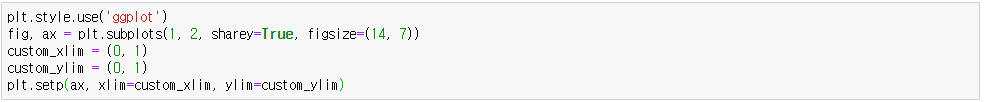 plt.style.use('ggplot')
fig, ax = plt.subplots(1, 2, sharey=True, figsize=(14, 7))
custom_xlim = (0, 1)
custom_ylim = (0, 1)
plt.setp(ax, xlim=custom_xlim, ylim=custom_ylim)